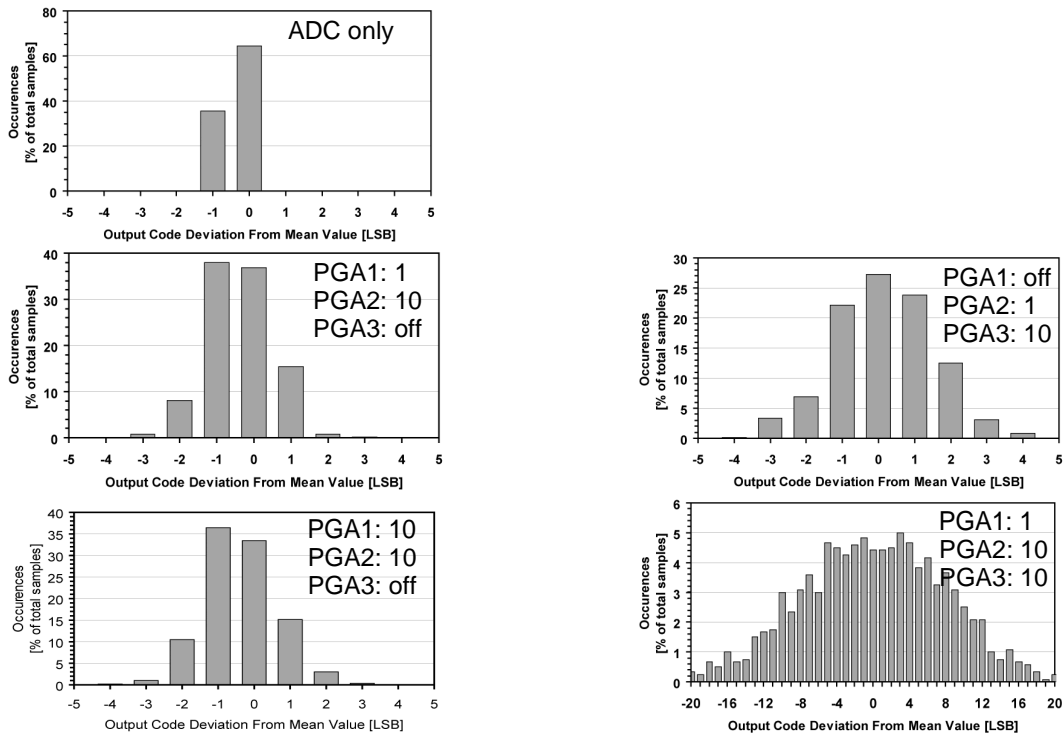 ADC only
Occurences
[% of total samples]
80
60
40
20
0
-5 -4 -3 -2 -1 0 1 2 3 4 5
Output Code Deviation From Mean Value [LSB]
PGA1: 1
PGA2: 10
PGA3: off
Occurences
[% of total samples]
40
30
20
10
0
-5 -4 -3 -2 -1 0 1 2 3 4 5
Output Code Deviation From Mean Value [LSB]
PGA1: off
PGA2: 1
PGA3: 10
Occurences
[% of total samples]
30
25
20
15
10
5
0
-5 -4 -3 -2 -1 0 1 2 3 4 5
Output Code Deviation From Mean Value [LSB]
PGA1: 10
PGA2: 10
PGA3: off
Occurences
[% of total samples]
40
35
30
25
20
15
10
5
0
-5 -4 -3 -2 -1 0 1 2 3 4 5
Output Code Deviation From Mean Value [LSB]
PGA1: 1
PGA2: 10
PGA3: 10
Occurences
[% of total samples]
6
5
4
3
2
1
0
-20 -16 -12 -8 -4 0 4 8 12 16 20
Output Code Deviation From Mean Value [LSB]